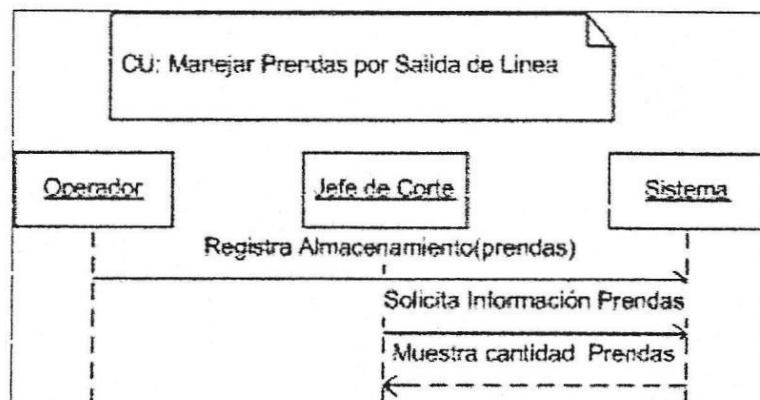 CU: Manejar Prendas por Salida de Linea
Operador
Jefe de Corte
Sistema
Registra Almacenamiento(prendas)
Solicita Información Prendas
Muestra cantidad Prendas